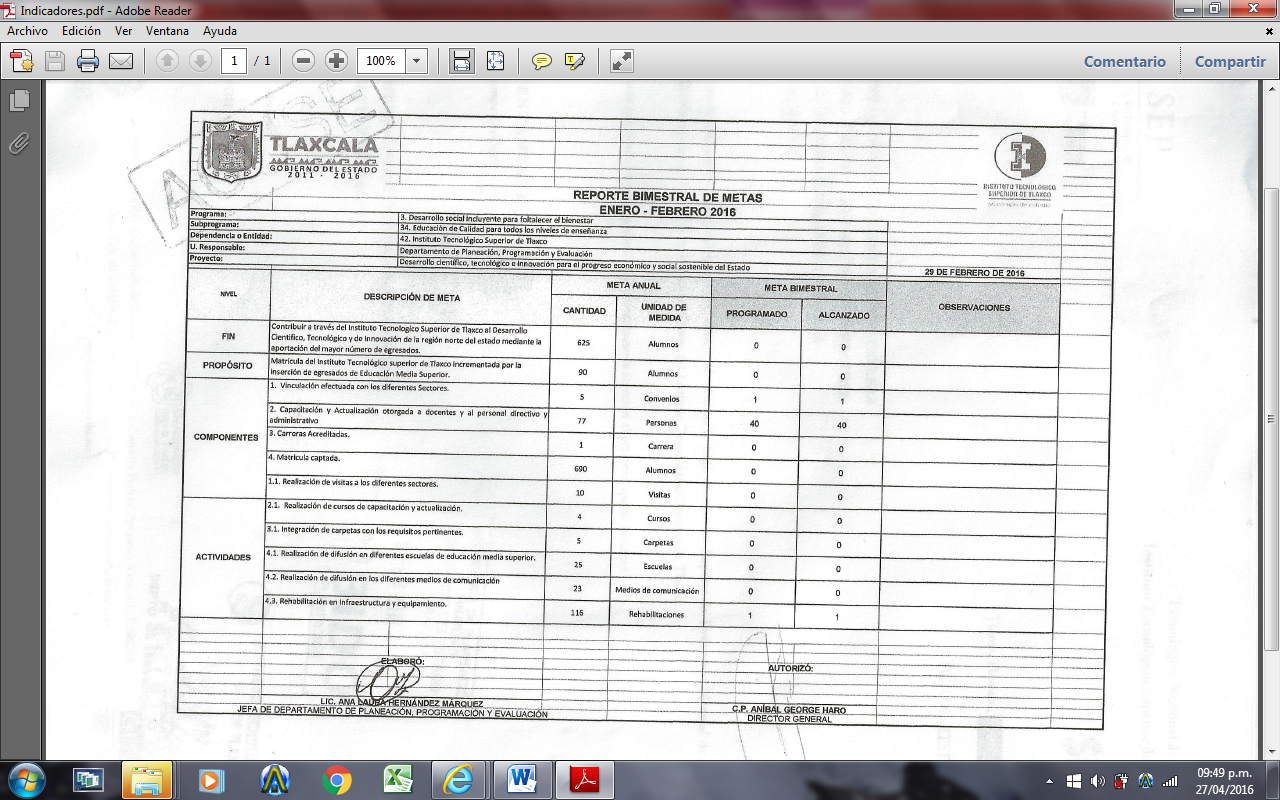 Indicadores.pdf - Adobe Reader
Archivo Edición Ver Ventana Ayuda
1 / 1 100% Comentario Compartir
TLAXCALA
GOBIERNO DEL ESTADO
2011 - 2016
INSTITUTO TECNOLÓGICO
SUPERIOR DE TLAXCO
REPORTE BIMESTRAL DE METAS
ENERO - FEBRERO 2016
Programa: 3. Desarrollo social incluyente para foltalecer el bienestar
Subprograma: 34. Educación de Calidad para todos los niveles de enseñanza
Dependencia o Entidad: 42. Instituto Tecnológico Superior de Tlaxco
U. Responsable: Departamento de Planeación, Programación y Evaluación
Proyecto: Desarrollo científico, tecnológico e innovación para el progreso económico y social sostenible del Estado
29 DE FEBRERO DE 2016
NIVEL DESCRIPCIÓN DE META META ANUAL META BIMESTRAL OBSERVACIONES
CANTIDAD UNIDAD DE MEDIDA PROGRAMADO ALCANZADO
FIN Contribuir a través del Instituto Tecnologico Superior de Tlaxco al Desarrollo
Científico, Tecnológico y de Innovación de la región norte del estado mediante la
aportación del mayor número de egresados. 625 Alumnos 0 0
PROPÓSITO Matrícula del Instituto Tecnológico superior de Tlaxco incrementada por la
inserción de egresados de Educación Media Superior. 90 Alumnos 0 0
COMPONENTES
1. Vinculación efectuada con los diferentes Sectores. 5 Convenios 1 1
2. Capacitación y Actualización otorgada a docentes y al personal directivo y
administrativo 77 Personas 40 40
3. Carreras Acreditadas. 1 Carrera 0 0
4. Matrícula captada. 690 Alumnos 0 0
1.1. Realización de visitas a los diferentes sectores. 10 Visitas 0 0
ACTIVIDADES
2.1. Realización de cursos de capacitación y actualización. 4 Cursos 0 0
3.1. Integración de carpetas con los requisitos pertinentes. 5 Carpetas 0 0
4.1. Realización de difusión en diferentes escuelas de educación media superior. 25 Escuelas 0 0
4.2. Realización de difusión en los diferentes medios de comunicación 23 Medios de comunicación 0 0
4.3. Rehabilitación en infraestructura y equipamiento. 116 Rehabilitaciones 1 1
ELABORÓ: AUTORIZÓ:
LIC. ANA LAURA HERNÁNDEZ MÁRQUEZ C.P. ANÍBAL GEORGE HARO
JEFA DE DEPARTAMENTO DE PLANEACIÓN, PROGRAMACIÓN Y EVALUACIÓN DIRECTOR GENERAL
09:49 p.m.
27/04/2016